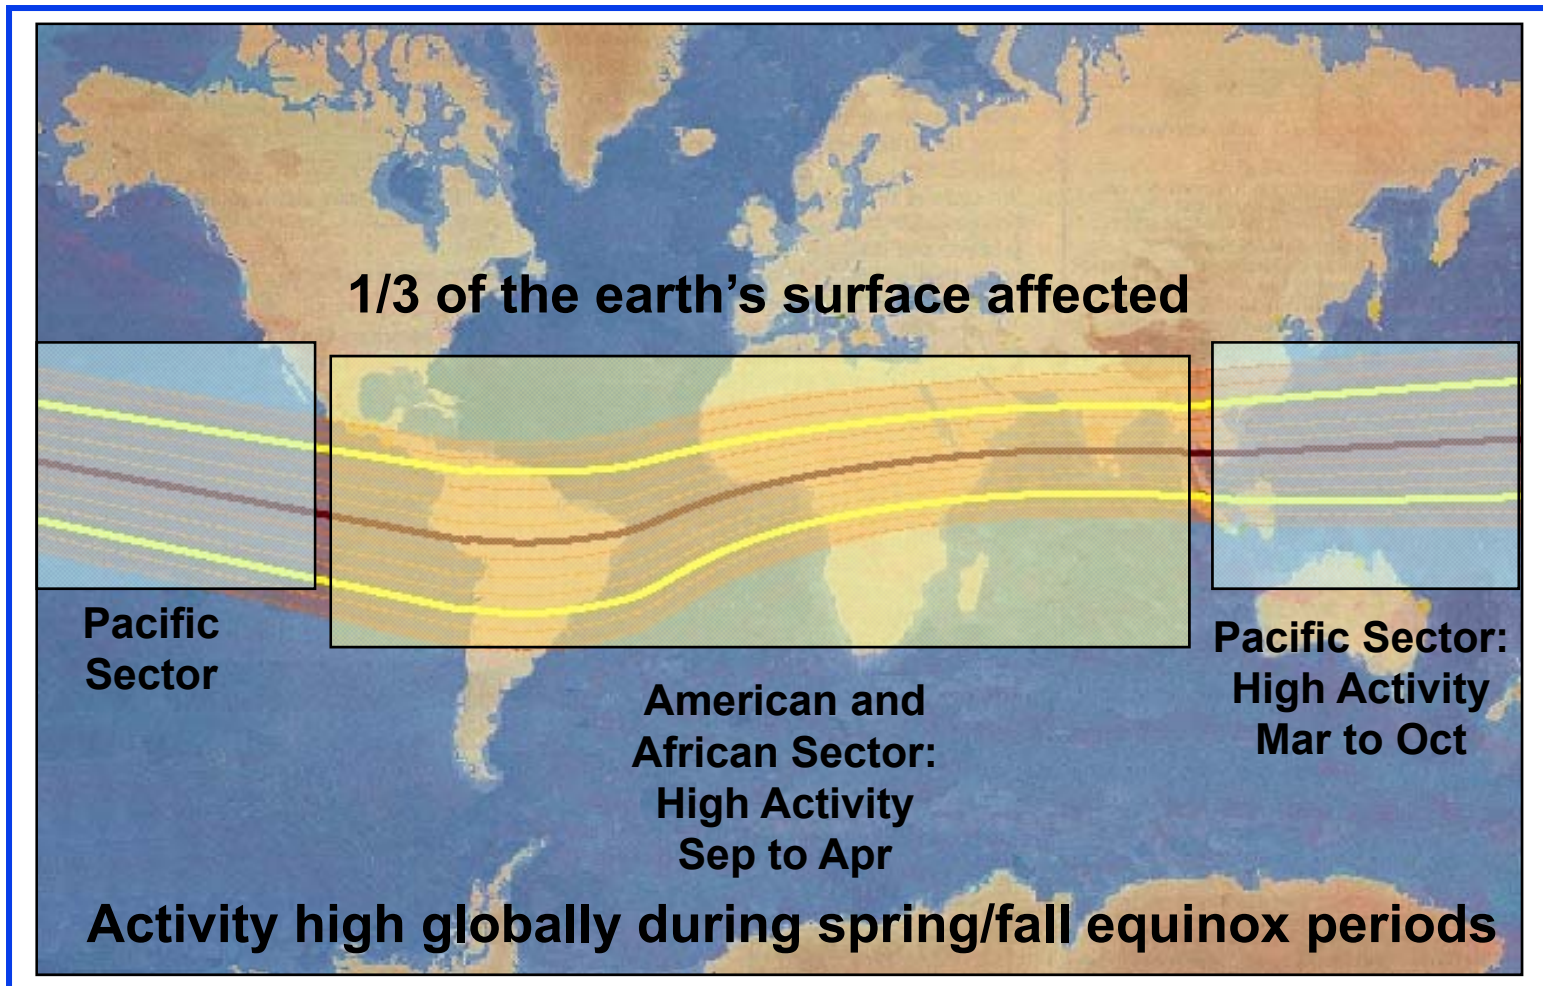 1/3 of the earth’s surface affected
Pacific
Sector
American and
African Sector:
High Activity
Sep to Apr
Pacific Sector:
High Activity
Mar to Oct
Activity high globally during spring/fall equinox periods